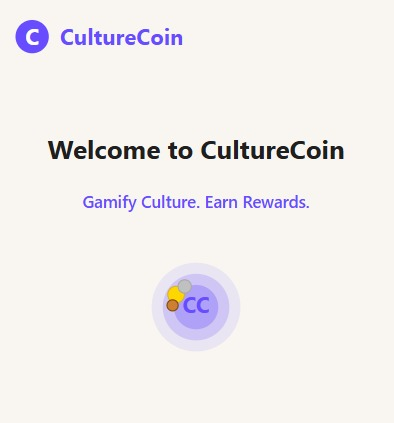 C CultureCoin
Welcome to CultureCoin
Gamify Culture. Earn Rewards.
CC